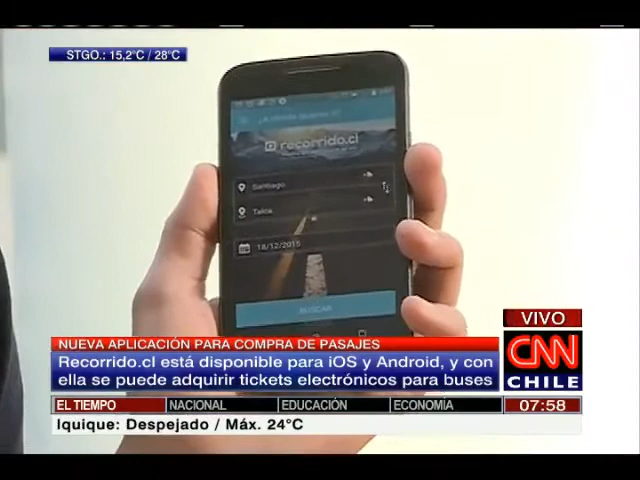 STGO.: 15,2°C / 28°C
recorrido.cl
Santiago
Talca
18/12/2015
BUSCAR
VIVO
NUEVA APLICACIÓN PARA COMPRA DE PASAJES
Recorrido.cl está disponible para iOS y Android, y con
ella se puede adquirir tickets electrónicos para buses
CNN
CHILE
EL TIEMPO NACIONAL EDUCACIÓN ECONOMÍA 07:58
Iquique: Despejado / Máx. 24°C